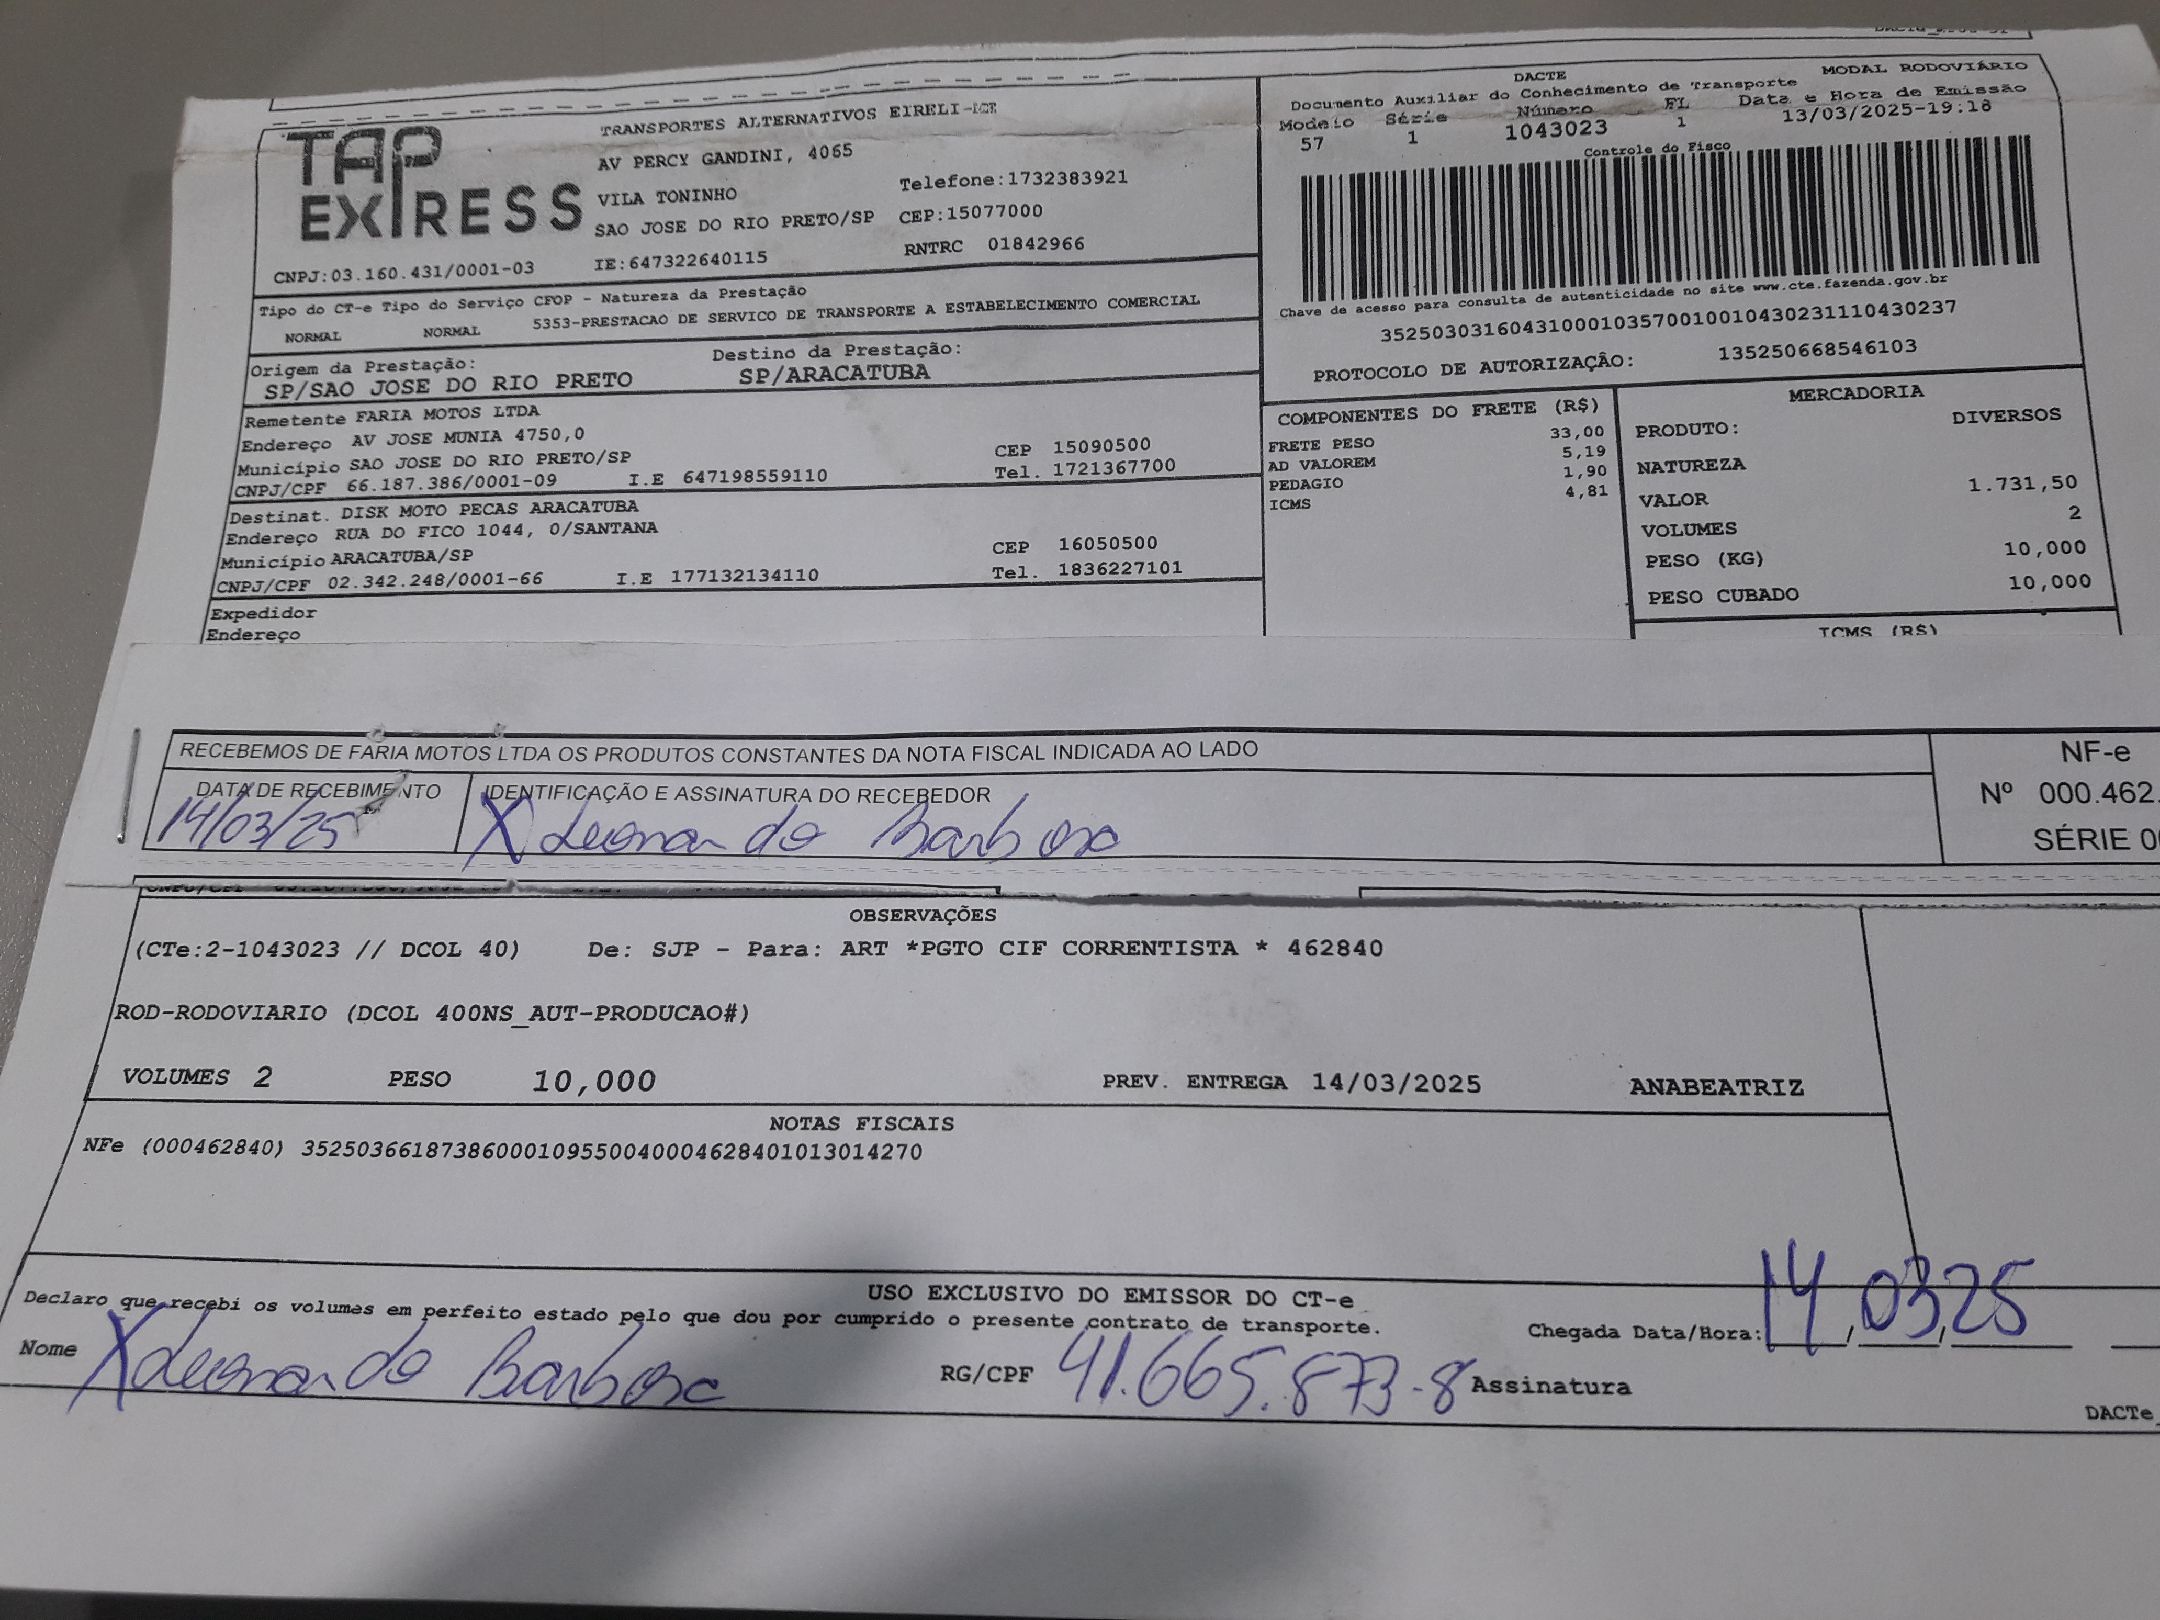 TAP EXPRESS
TRANSPORTES ALTERNATIVOS EIRELI-ME
AV PERCY GANDINI, 4065
VILA TONINHO
Telefone:1732383921
SAO JOSE DO RIO PRETO/SP CEP:15077000
CNPJ:03.160.431/0001-03 IE:647322640115 RNTRC 01842966
DACTE MODAL RODOVIÁRIO
Documento Auxiliar do Conhecimento de Transporte
Modelo Série Número FL Data e Hora de Emissão
57 1 1043023 1 13/03/2025-19:18
Controle do Fisco
Chave de acesso para consulta de autenticidade no site www.cte.fazenda.gov.br
35250303160431000103570010010430231110430237
PROTOCOLO DE AUTORIZAÇÃO: 135250668546103
Tipo do CT-e Tipo do Serviço CFOP - Natureza da Prestação
NORMAL NORMAL 5353-PRESTACAO DE SERVICO DE TRANSPORTE A ESTABELECIMENTO COMERCIAL
Origem da Prestação: Destino da Prestação:
SP/SAO JOSE DO RIO PRETO SP/ARACATUBA
Remetente FARIA MOTOS LTDA
Endereço AV JOSE MUNIA 4750,0 CEP 15090500
Município SAO JOSE DO RIO PRETO/SP Tel. 1721367700
CNPJ/CPF 66.187.386/0001-09 I.E 647198559110
Destinat. DISK MOTO PECAS ARACATUBA
Endereço RUA DO FICO 1044, 0/SANTANA
Município ARACATUBA/SP CEP 16050500
CNPJ/CPF 02.342.248/0001-66 I.E 177132134110 Tel. 1836227101
Expedidor
Endereço
COMPONENTES DO FRETE (R$)
FRETE PESO 33,00
AD VALOREM 5,19
PEDAGIO 1,90
ICMS 4,81
MERCADORIA
PRODUTO: DIVERSOS
NATUREZA
VALOR 1.731,50
VOLUMES 2
PESO (KG) 10,000
PESO CUBADO 10,000
ICMS (R$)
RECEBEMOS DE FARIA MOTOS LTDA OS PRODUTOS CONSTANTES DA NOTA FISCAL INDICADA AO LADO
DATA DE RECEBIMENTO IDENTIFICAÇÃO E ASSINATURA DO RECEBEDOR
14/03/25 X Leonardo Barbosa
NF-e
Nº 000.462.
SÉRIE 0
OBSERVAÇÕES
(CTe:2-1043023 // DCOL 40) De: SJP - Para: ART *PGTO CIF CORRENTISTA * 462840
ROD-RODOVIARIO (DCOL 400NS_AUT-PRODUCAO#)
VOLUMES 2 PESO 10,000 PREV. ENTREGA 14/03/2025 ANABEATRIZ
NOTAS FISCAIS
NFe (000462840) 35250366187386000109550040004628401013014270
USO EXCLUSIVO DO EMISSOR DO CT-e
Declaro que recebi os volumes em perfeito estado pelo que dou por cumprido o presente contrato de transporte.
Chegada Data/Hora: 14/03/25
Nome X Leonardo Barbosa RG/CPF 41.665.873-8 Assinatura
DACTe_